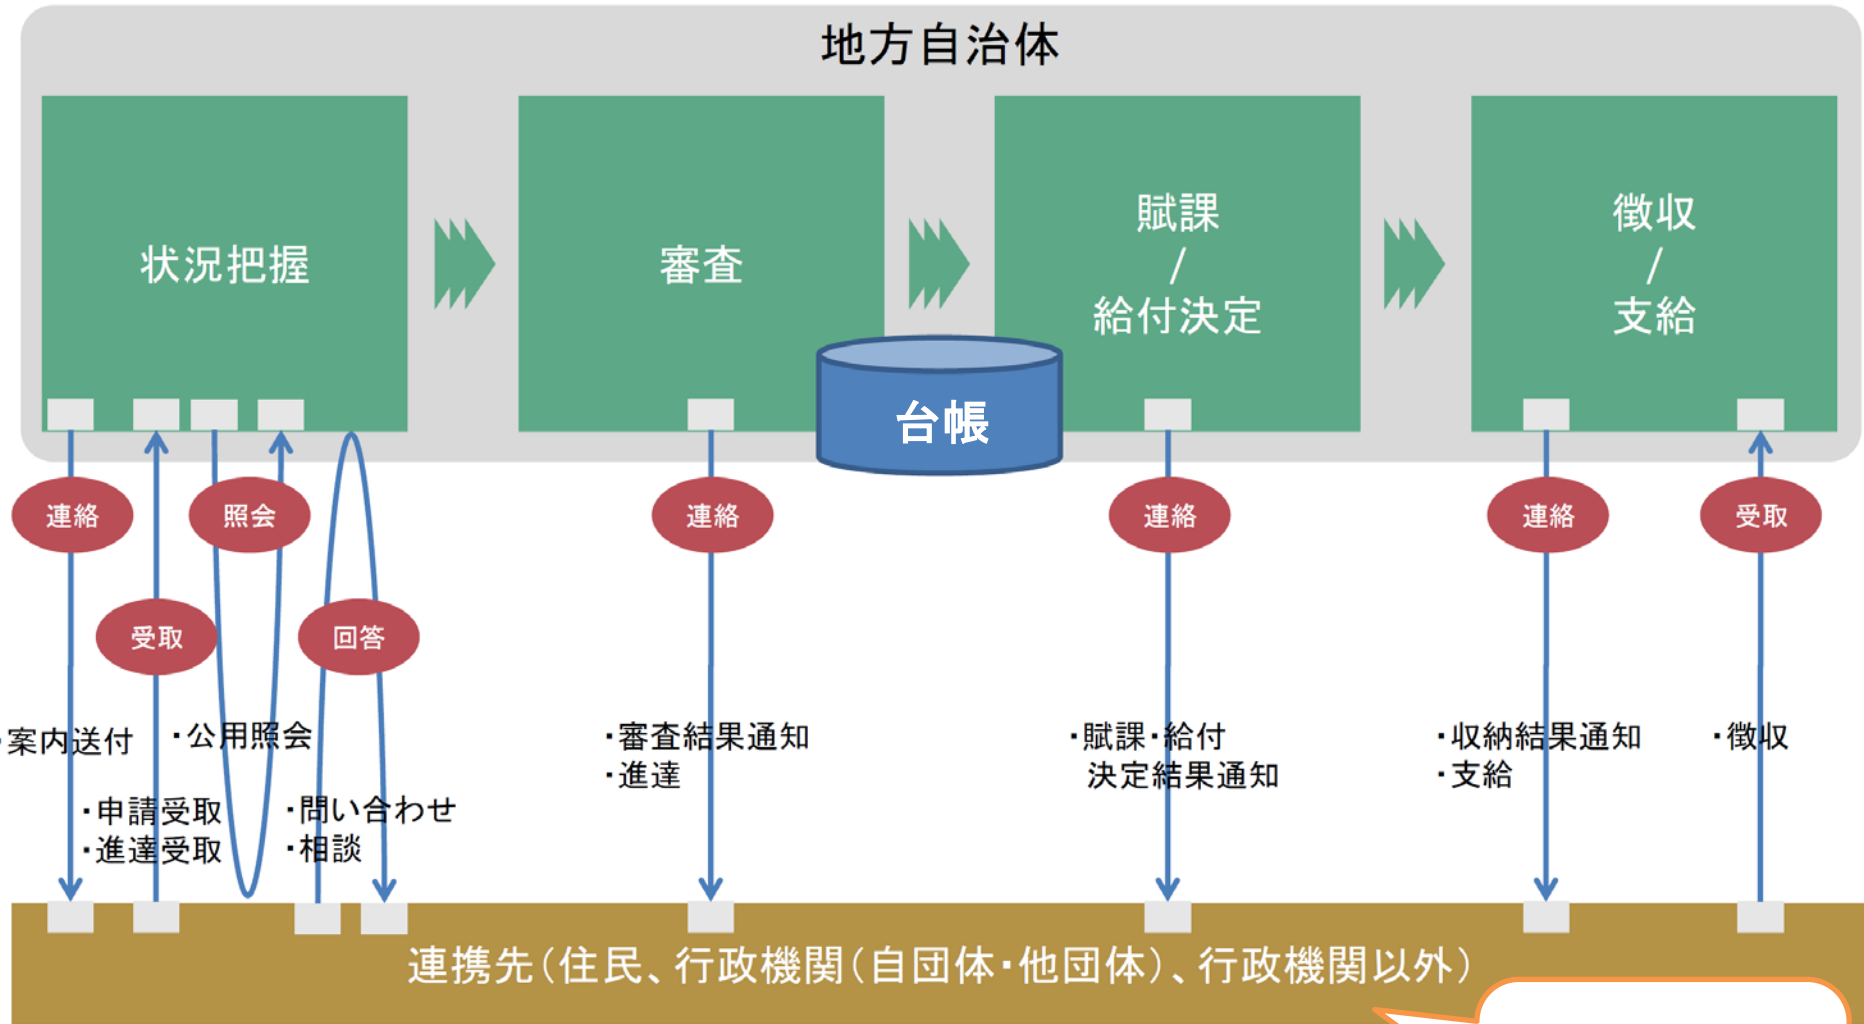 地方自治体
状況把握
審査
賦課
/
給付決定
徴収
/
支給
台帳
連絡
照会
連絡
連絡
連絡
受取
受取
回答
・案内送付
・公用照会
・申請受取
・進達受取
・問い合わせ
・相談
・審査結果通知
・進達
・賦課・給付
決定結果通知
・収納結果通知
・支給
・徴収
連携先(住民、行政機関(自団体・他団体)、行政機関以外)